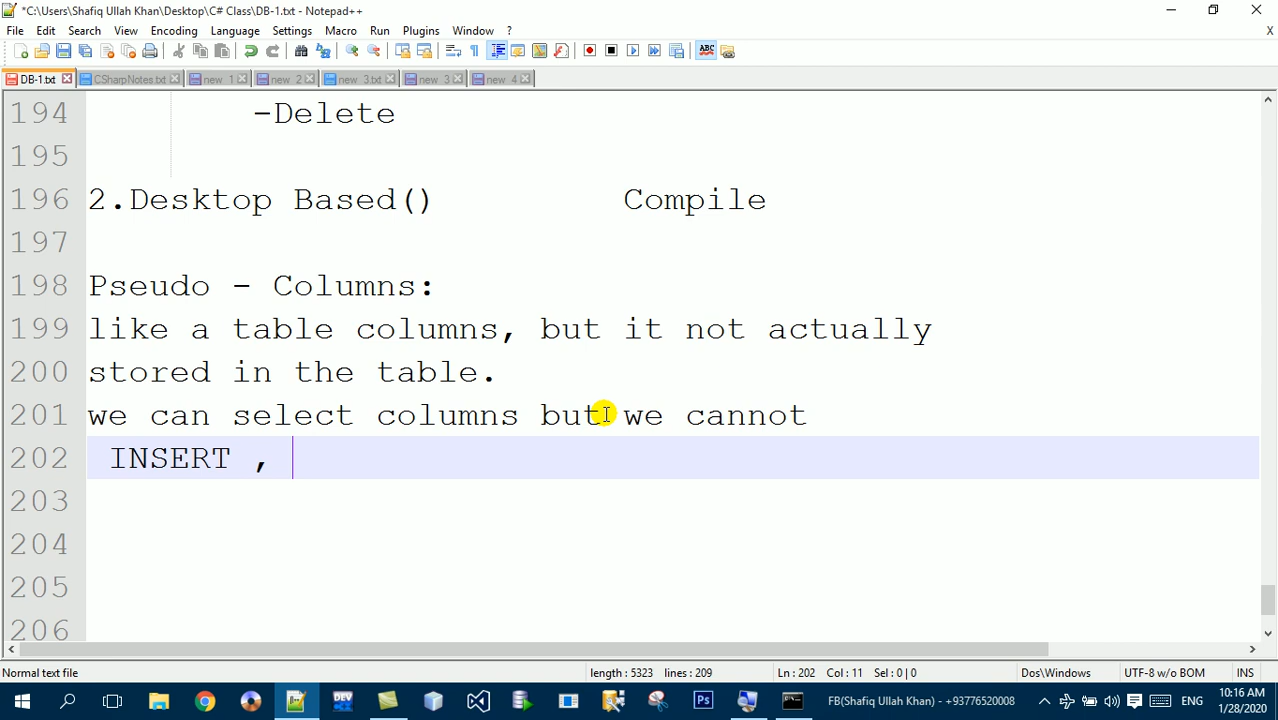 *C:\Users\Shafiq Ullah Khan\Desktop\C# Class\DB-1.txt - Notepad++
File Edit Search View Encoding Language Settings Macro Run Plugins Window ? X
ABC
DB-1.txt CSharpNotes.txt new 1 new 2 new 3.txt new 3 new 4
194 -Delete
195
196 2.Desktop Based() Compile
197
198 Pseudo - Columns:
199 like a table columns, but it not actually
200 stored in the table.
201 we can select columns but we cannot
202 INSERT ,
203
204
205
206
Normal text file length : 5323 lines : 209 Ln : 202 Col : 11 Sel : 0 | 0 Dos\Windows UTF-8 w/o BOM INS
DEV Ps FB(Shafiq Ullah Khan) - +93776520008 ENG 10:16 AM
1/28/2020